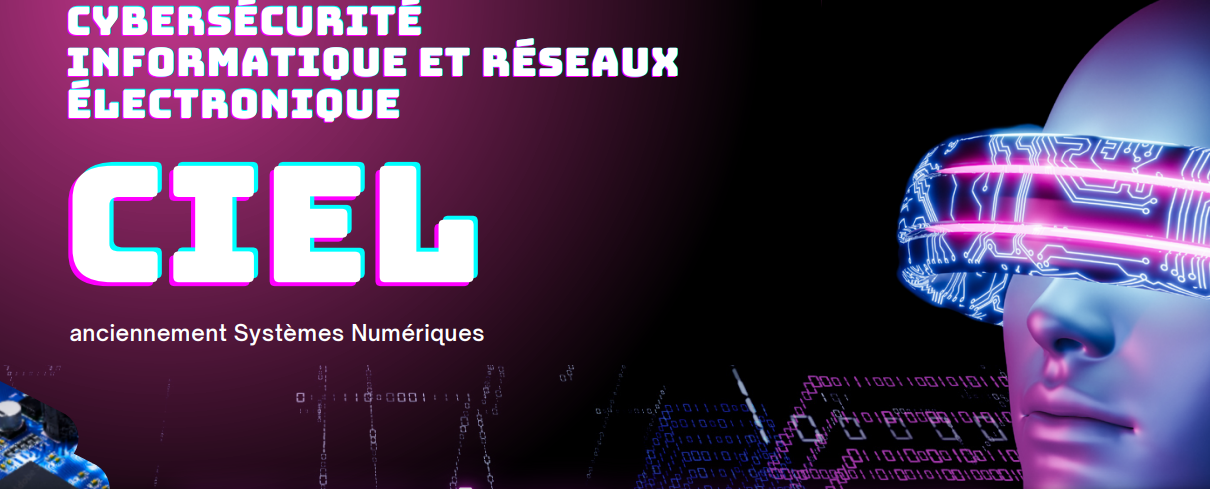 CYBERSÉCURITÉ
INFORMATIQUE ET RÉSEAUX
ÉLECTRONIQUE
CIEL
anciennement Systèmes Numériques